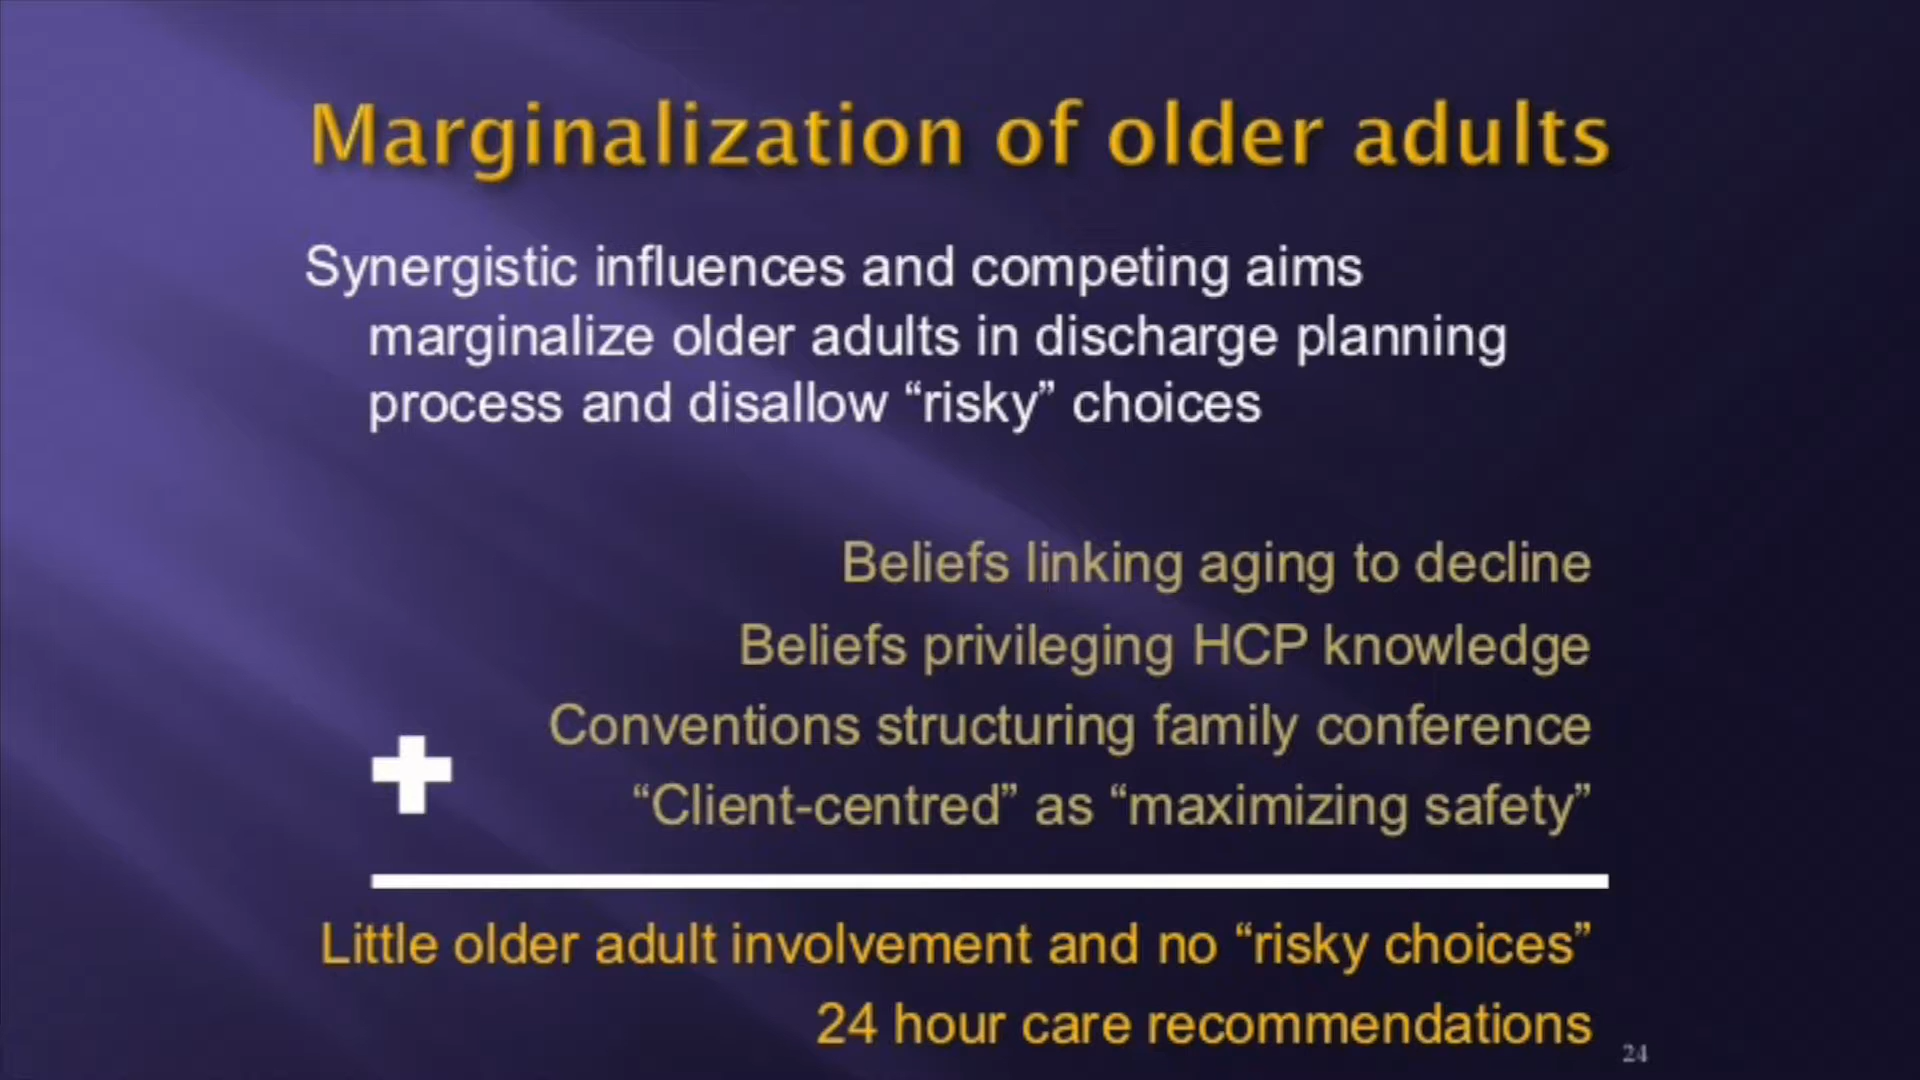 Marginalization of older adults
Synergistic influences and competing aims
marginalize older adults in discharge planning
process and disallow “risky” choices
Beliefs linking aging to decline
Beliefs privileging HCP knowledge
Conventions structuring family conference
“Client-centred” as “maximizing safety”
Little older adult involvement and no “risky choices”
24 hour care recommendations
24